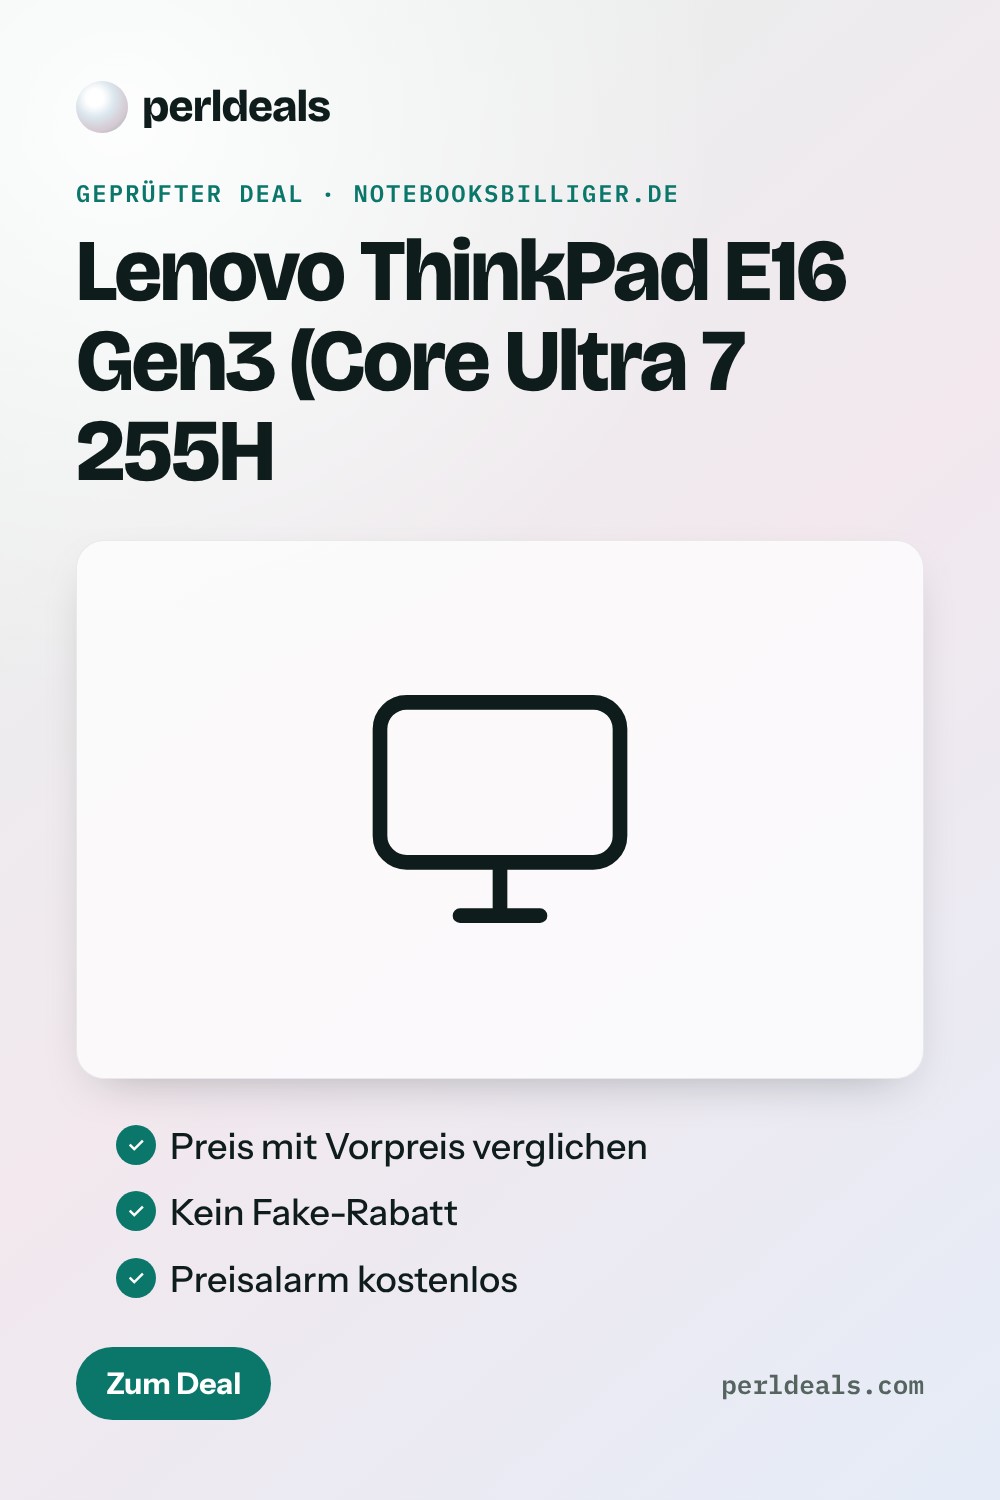 perldeals
GEPRÜFTER DEAL · NOTEBOOKSBILLIGER.DE
Lenovo ThinkPad E16
Gen3 (Core Ultra 7
255H
Preis mit Vorpreis verglichen
Kein Fake-Rabatt
Preisalarm kostenlos
Zum Deal
perldeals.com